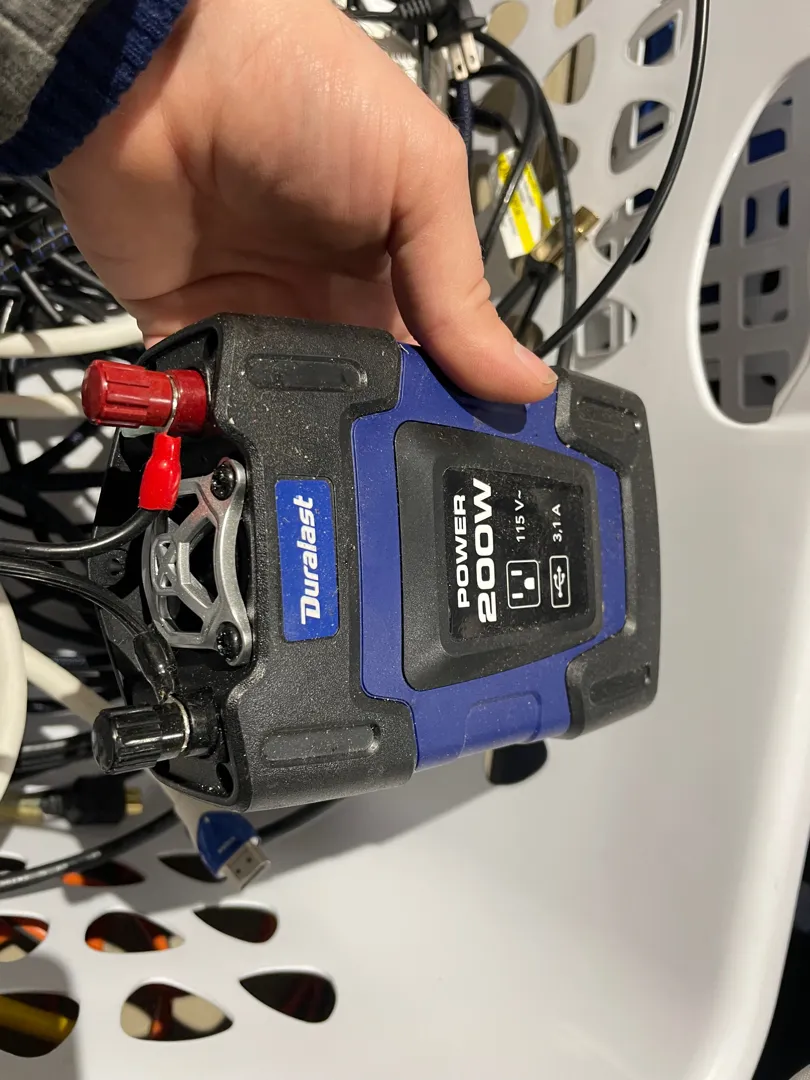 Duralast
POWER
200W
115 V~
3,1 A